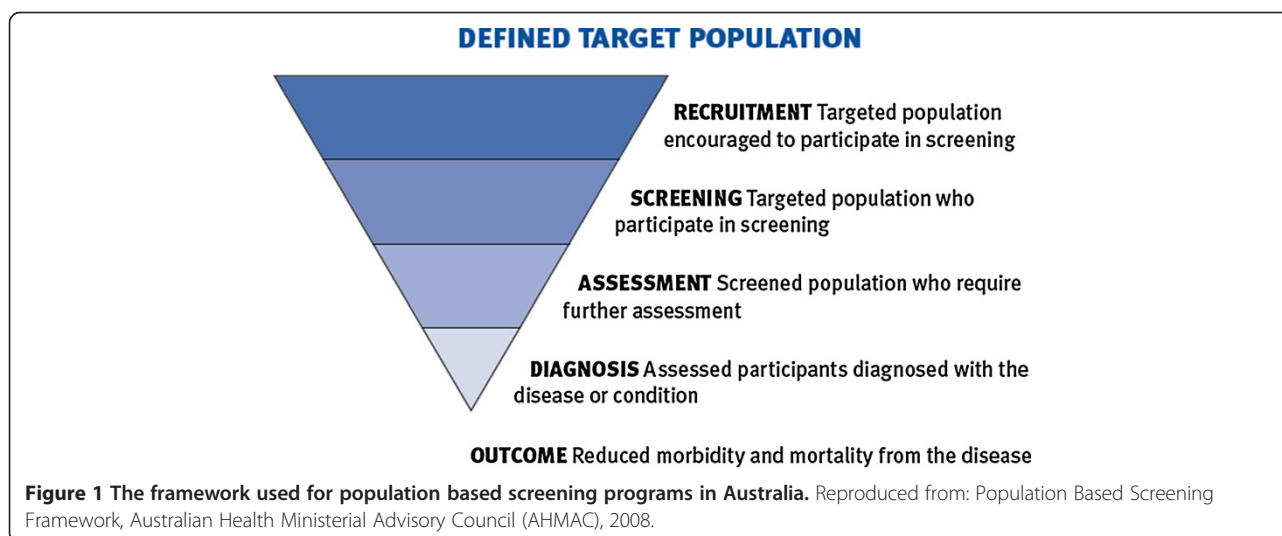 DEFINED TARGET POPULATION
RECRUITMENT Targeted population
encouraged to participate in screening
SCREENING Targeted population who
participate in screening
ASSESSMENT Screened population who require
further assessment
DIAGNOSIS Assessed participants diagnosed with the
disease or condition
OUTCOME Reduced morbidity and mortality from the disease
Figure 1 The framework used for population based screening programs in Australia. Reproduced from: Population Based Screening
Framework, Australian Health Ministerial Advisory Council (AHMAC), 2008.